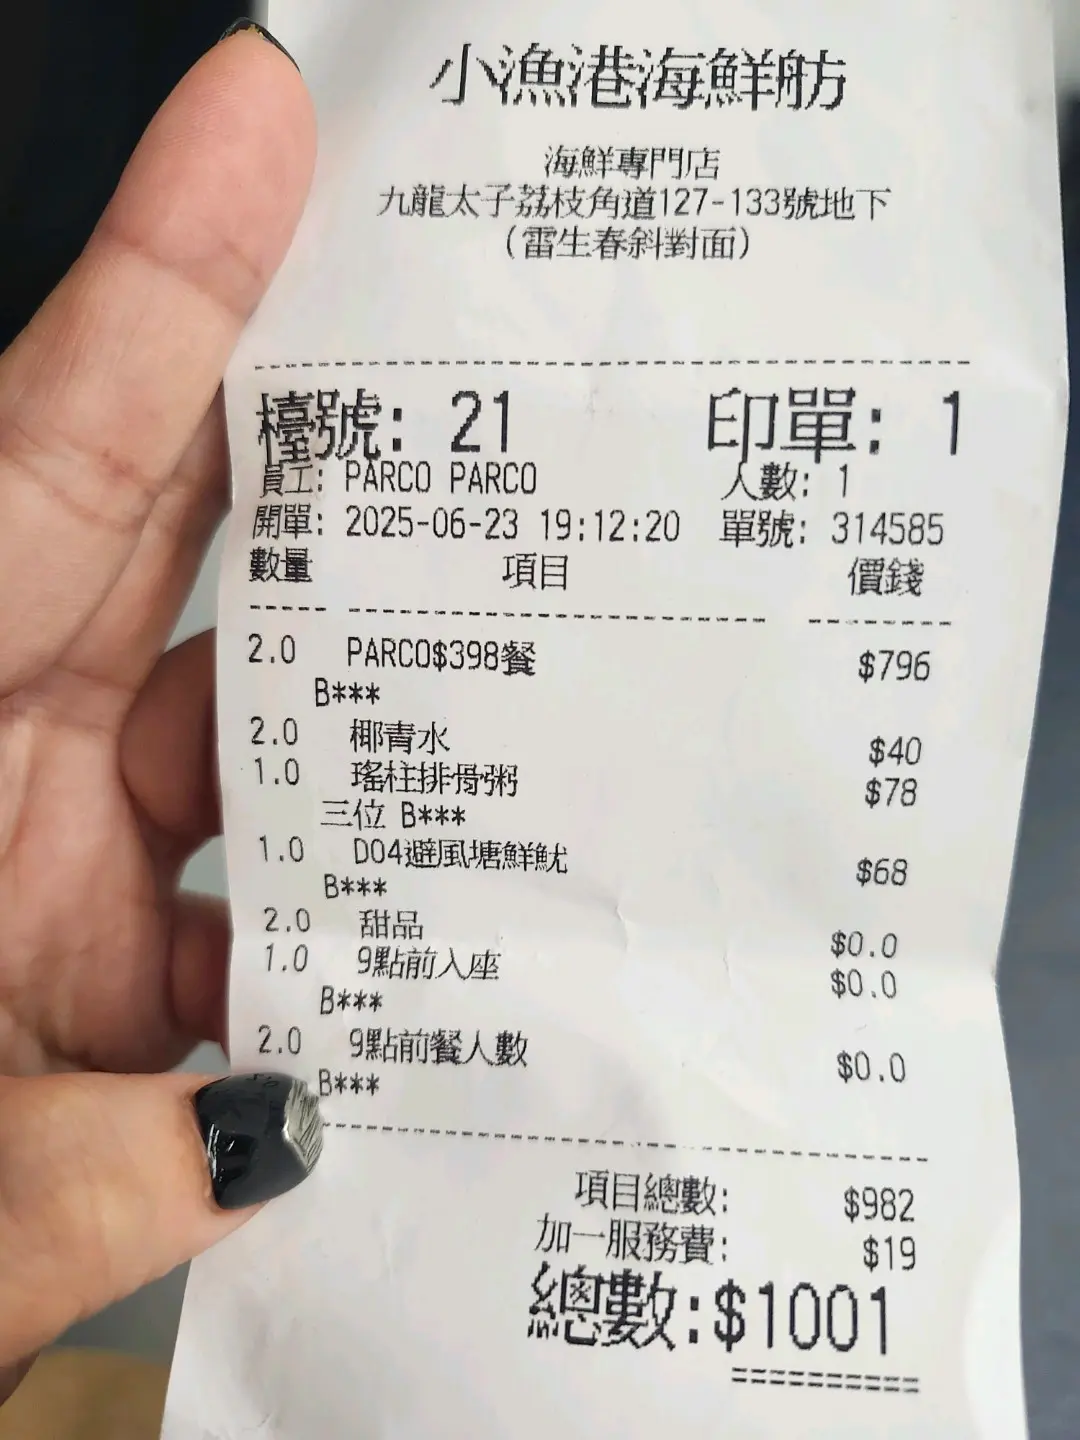 小漁港海鮮舫
海鮮專門店
九龍太子荔枝角道127-133號地下
(雷生春斜對面)
檯號: 21 印單: 1
員工: PARCO PARCO 人數: 1
開單: 2025-06-23 19:12:20 單號: 314585
數量 項目 價錢
2.0 PARCO$398餐 $796
B***
2.0 椰青水 $40
1.0 瑤柱排骨粥 $78
三位 B***
1.0 D04避風塘鮮魷 $68
B***
2.0 甜品 $0.0
1.0 9點前入座 $0.0
B***
2.0 9點前餐人數 $0.0
B***
項目總數: $982
加一服務費: $19
總數:$1001